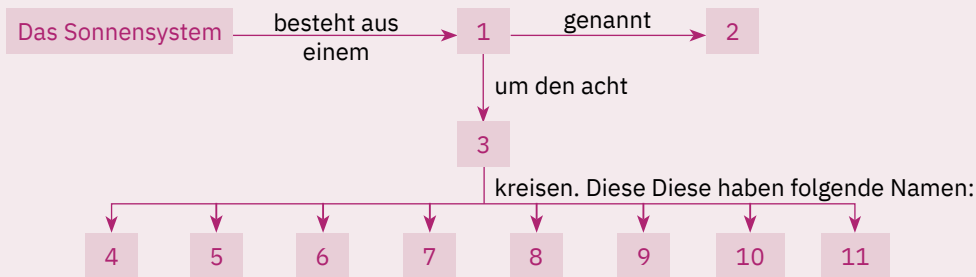 Das Sonnensystem
besteht aus
einem
1
genannt
2
um den acht
3
kreisen. Diese Diese haben folgende Namen:
4
5
6
7
8
9
10
11